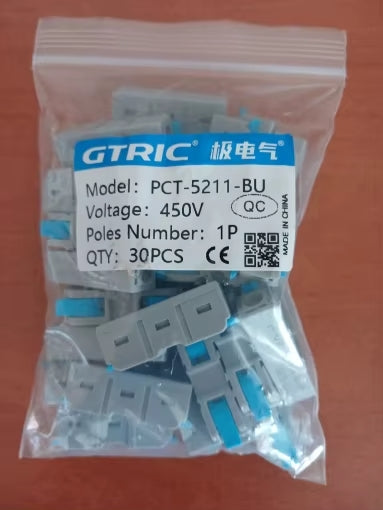 GTRIC® 极电气®
Model: PCT-5211-BU
Voltage: 450V
QC
Poles Number: 1P
QTY: 30PCS CE
MADE IN CHINA